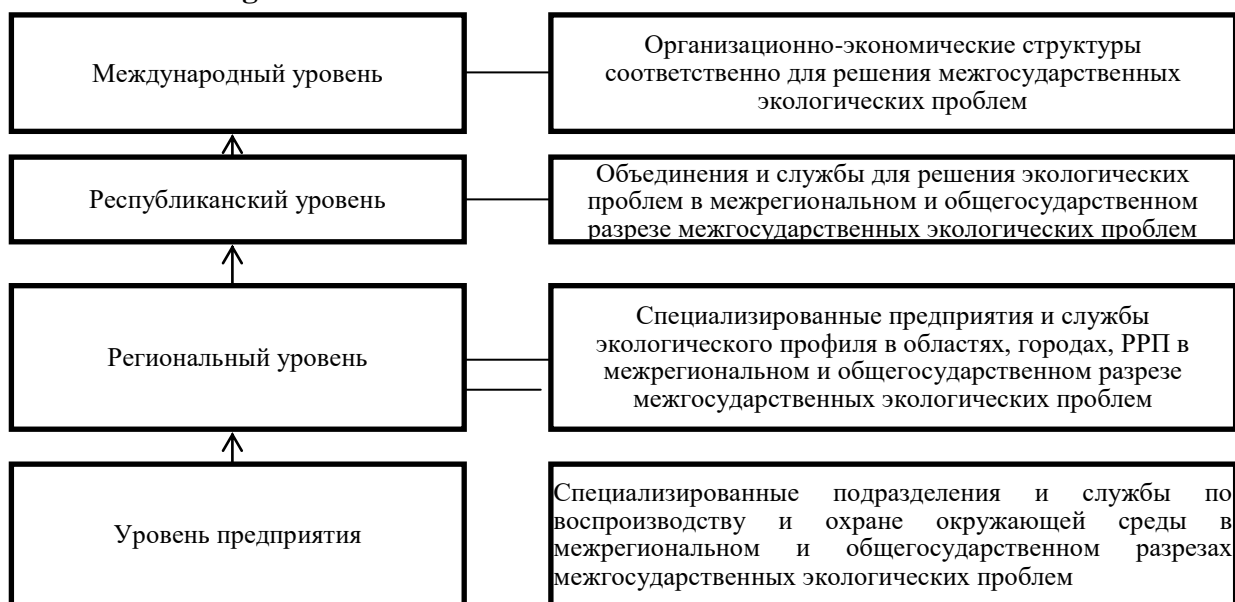 g
Международный уровень
Организационно-экономические структуры
соответственно для решения межгосударственных
экологических проблем
Республиканский уровень
Объединения и службы для решения экологических
проблем в межрегиональном и общегосударственном
разрезе межгосударственных экологических проблем
Региональный уровень
Специализированные предприятия и службы
экологического профиля в областях, городах, РРП в
межрегиональном и общегосударственном разрезе
межгосударственных экологических проблем
Уровень предприятия
Специализированные подразделения и службы по
воспроизводству и охране окружающей среды в
межрегиональном и общегосударственном разрезах
межгосударственных экологических проблем